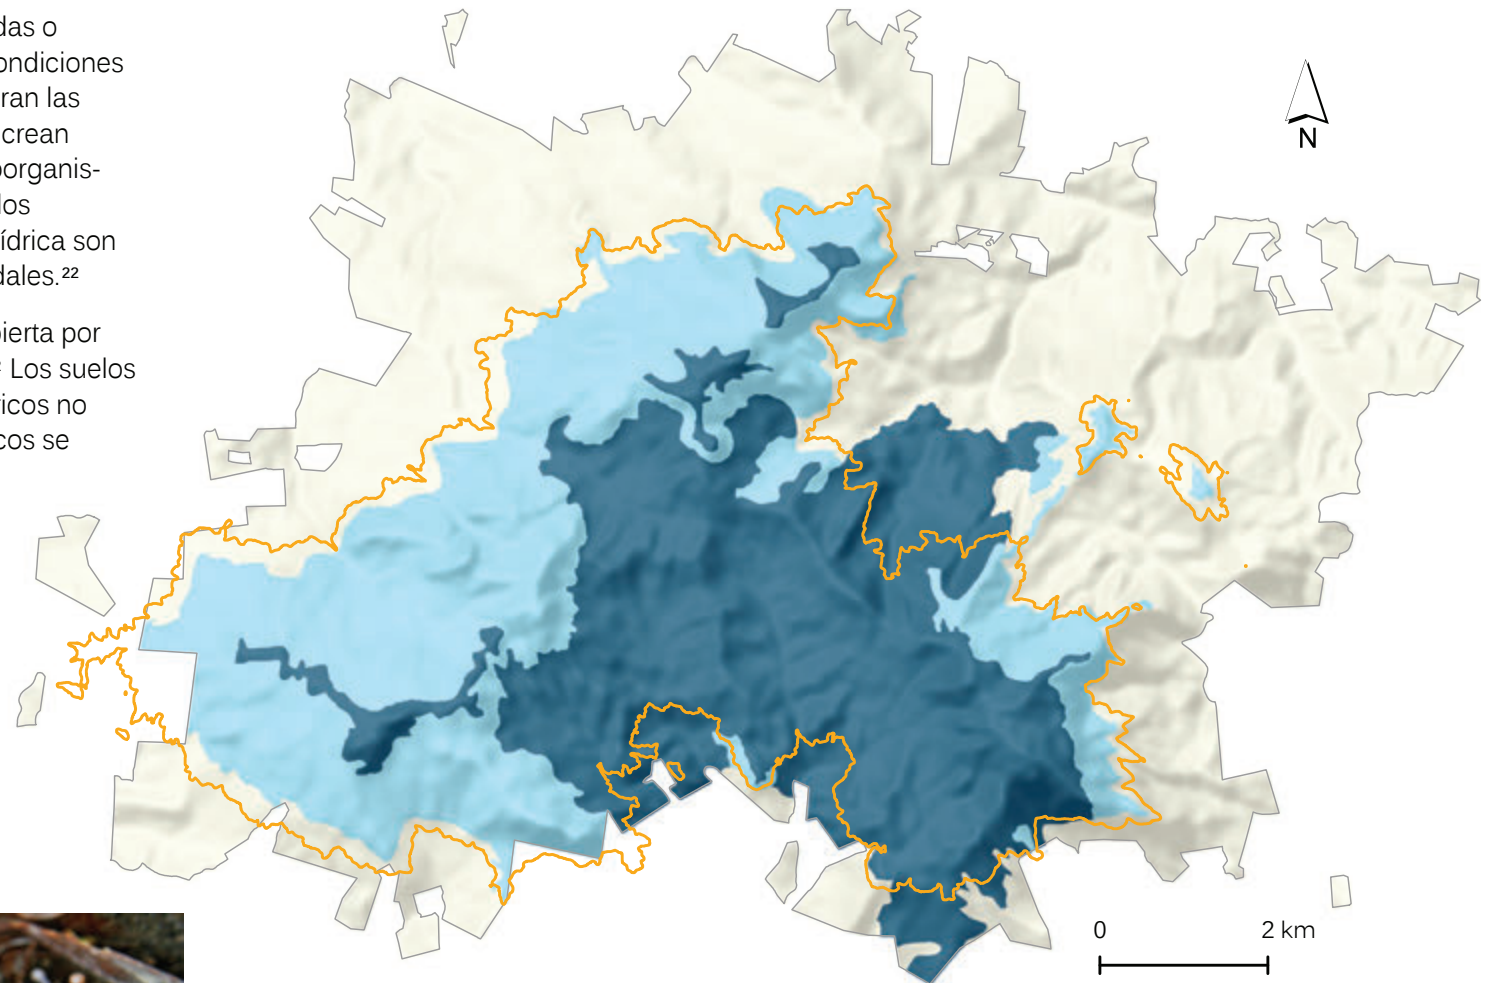 das o
ondiciones
ran las
crean
organis-
los
ídrica son
dales.²²
ierta por
Los suelos
icos no
cos se
N
0 2 km